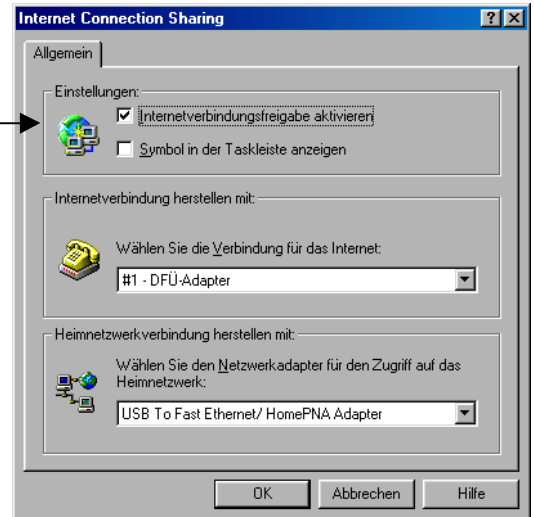 Internet Connection Sharing
Allgemein
Einstellungen:
Internetverbindungsfreigabe aktivieren
Symbol in der Taskleiste anzeigen
Internetverbindung herstellen mit:
Wählen Sie die Verbindung für das Internet:
#1 - DFÜ-Adapter
Heimnetzwerkverbindung herstellen mit:
Wählen Sie den Netzwerkadapter für den Zugriff auf das
Heimnetzwerk:
USB To Fast Ethernet/ HomePNA Adapter
OK Abbrechen Hilfe